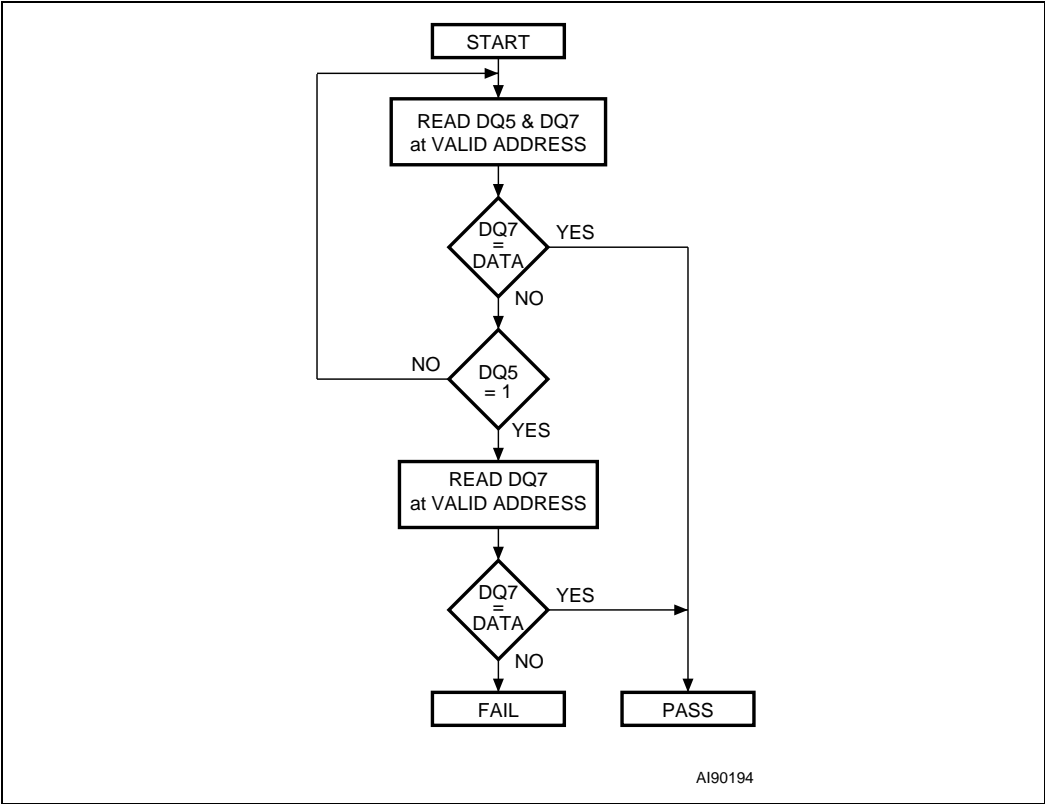 START
READ DQ5 & DQ7
at VALID ADDRESS
DQ7
=
DATA
YES
NO
NO
DQ5
= 1
YES
READ DQ7
at VALID ADDRESS
DQ7
=
DATA
YES
NO
FAIL
PASS
AI90194